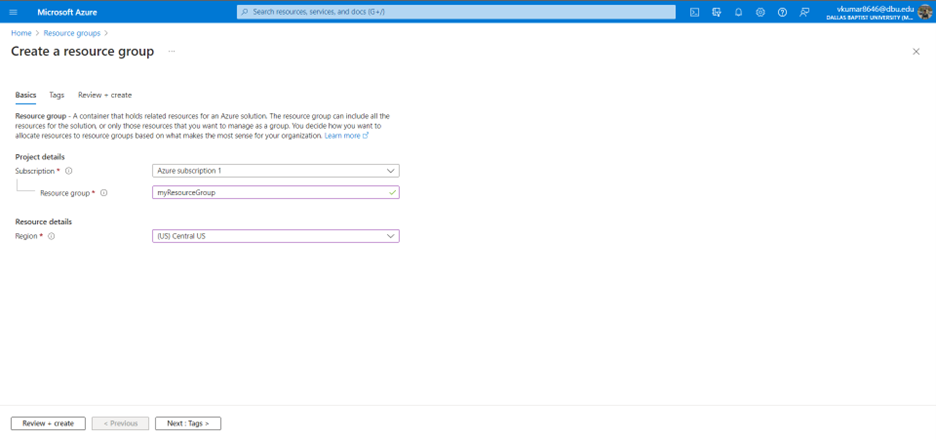 Microsoft Azure
Search resources, services, and docs (G+/)
vkumar8646@dbu.edu
DALLAS BAPTIST UNIVERSITY (M...
Home > Resource groups >
Create a resource group ...
Basics Tags Review + create
Resource group - A container that holds related resources for an Azure solution. The resource group can include all the
resources for the solution, or only those resources that you want to manage as a group. You decide how you want to
allocate resources to resource groups based on what makes the most sense for your organization. Learn more
Project details
Subscription * Azure subscription 1
Resource group * myResourceGroup
Resource details
Region * (US) Central US
Review + create < Previous Next : Tags >